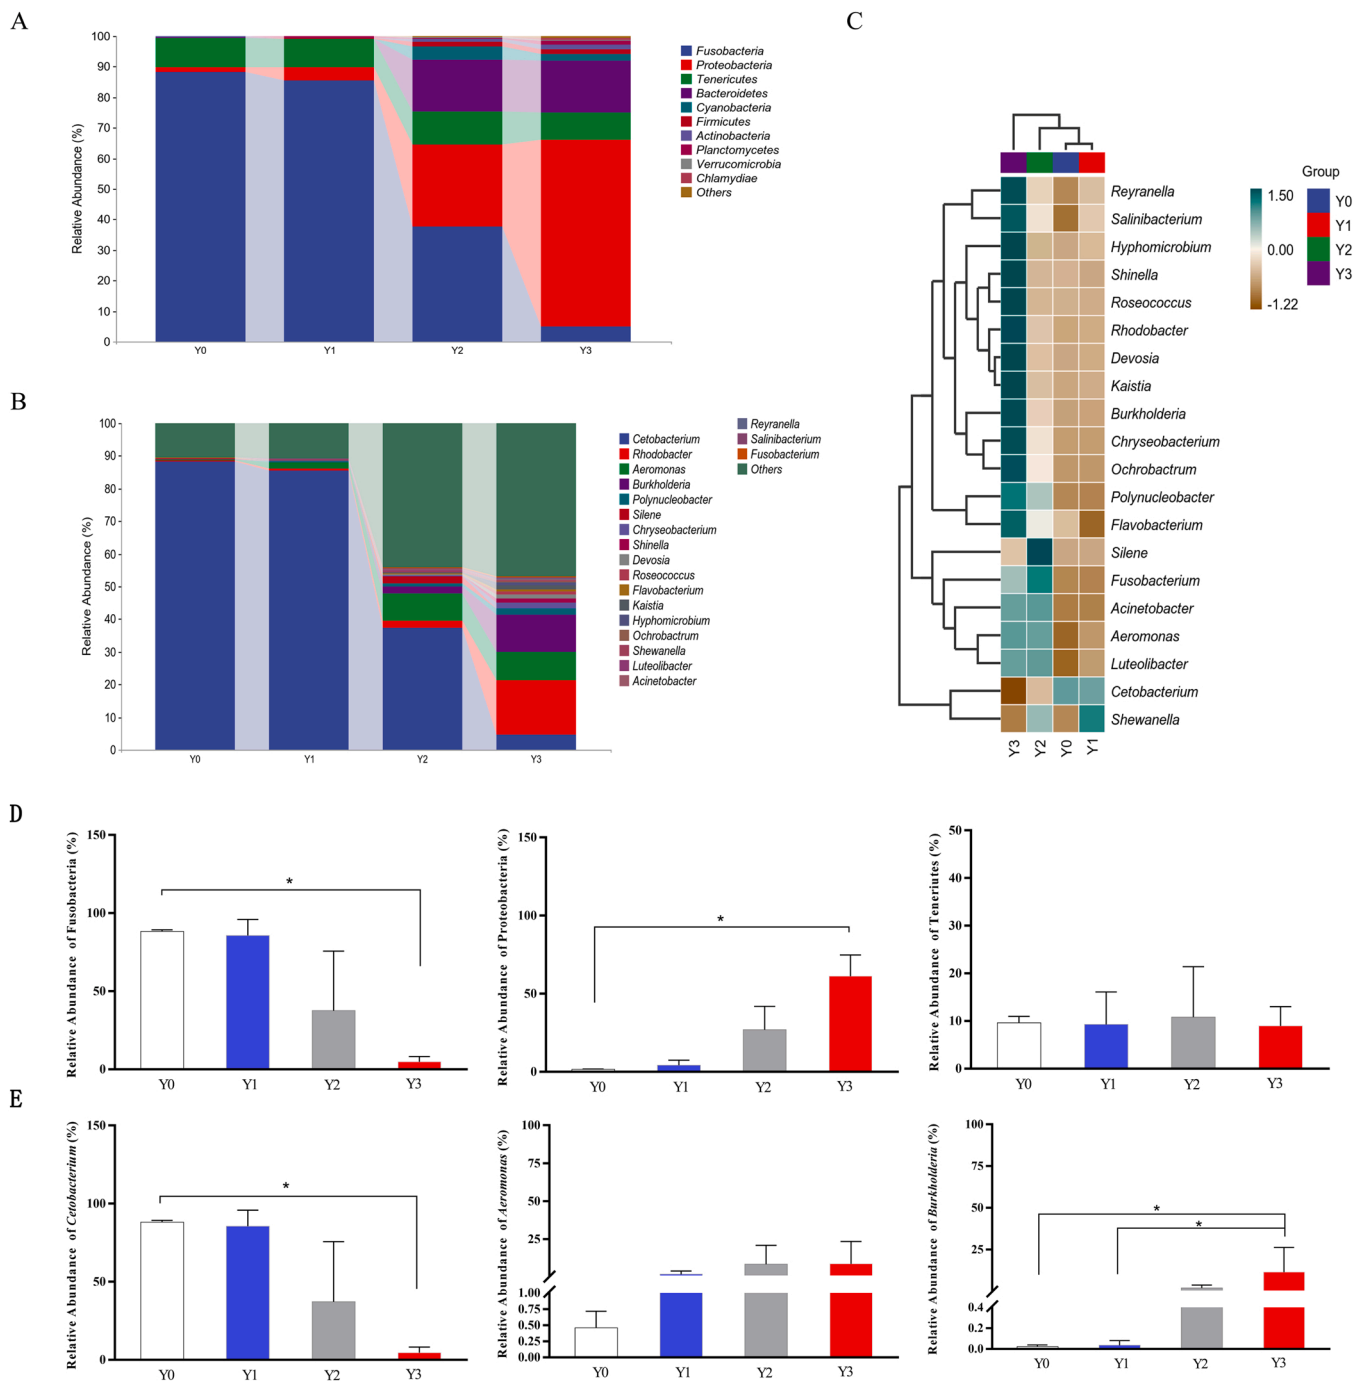 A
Relative Abundance (%)
100
90
80
70
60
50
40
30
20
10
0
Y0
Y1
Y2
Y3
Fusobacteria
Proteobacteria
Tenericutes
Bacteroidetes
Cyanobacteria
Firmicutes
Actinobacteria
Planctomycetes
Verrucomicrobia
Chlamydiae
Others
B
Relative Abundance (%)
100
90
80
70
60
50
40
30
20
10
0
Y0
Y1
Y2
Y3
Cetobacterium
Rhodobacter
Aeromonas
Burkholderia
Polynucleobacter
Silene
Chryseobacterium
Shinella
Devosia
Roseococcus
Flavobacterium
Kaistia
Hyphomicrobium
Ochrobactrum
Shewanella
Luteolibacter
Acinetobacter
Reyranella
Salinibacterium
Fusobacterium
Others
C
Reyranella
Salinibacterium
Hyphomicrobium
Shinella
Roseococcus
Rhodobacter
Devosia
Kaistia
Burkholderia
Chryseobacterium
Ochrobactrum
Polynucleobacter
Flavobacterium
Silene
Fusobacterium
Acinetobacter
Aeromonas
Luteolibacter
Cetobacterium
Shewanella
Y3
Y2
Y0
Y1
1.50
0.00
-1.22
Group
Y0
Y1
Y2
Y3
D
Relative Abundance of Fusobacteria (%)
150
100
50
0
*
Y0
Y1
Y2
Y3
Relative Abundance of Proteobacteria (%)
150
100
50
0
*
Y0
Y1
Y2
Y3
Relative Abundance of Teneriutes (%)
50
40
30
20
10
0
Y0
Y1
Y2
Y3
E
Relative Abundance of Cetobacterium (%)
150
100
50
0
*
Y0
Y1
Y2
Y3
Relative Abundance of Aeromonas (%)
100
75
50
25
1.00
0.75
0.50
0.25
0.00
Y0
Y1
Y2
Y3
Relative Abundance of Burkholderia (%)
100
75
50
25
0.4
0.2
0.0
*
*
Y0
Y1
Y2
Y3